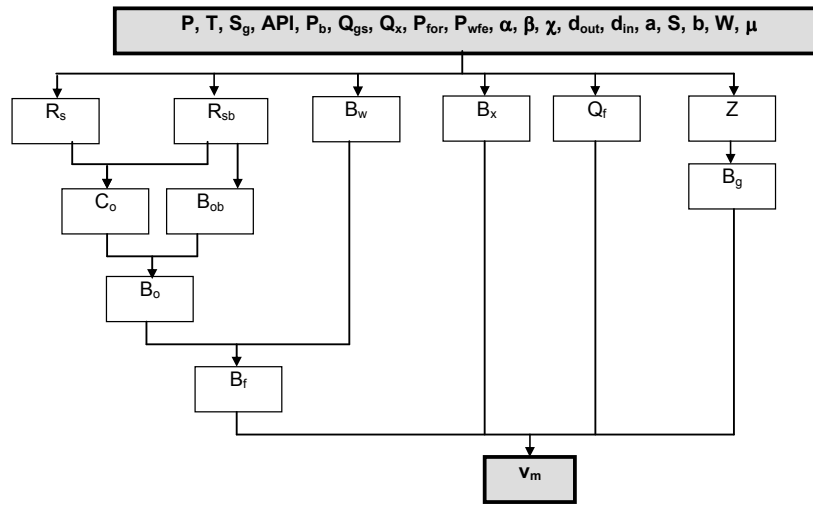 P, T, Sg, API, Pb, Qgs, Qx, Pfor, Pwfe, α, β, χ, dout, din, a, S, b, W, μ
Rs
Rsb
Bw
Bx
Qf
Z
Co
Bob
Bg
Bo
Bf
vm